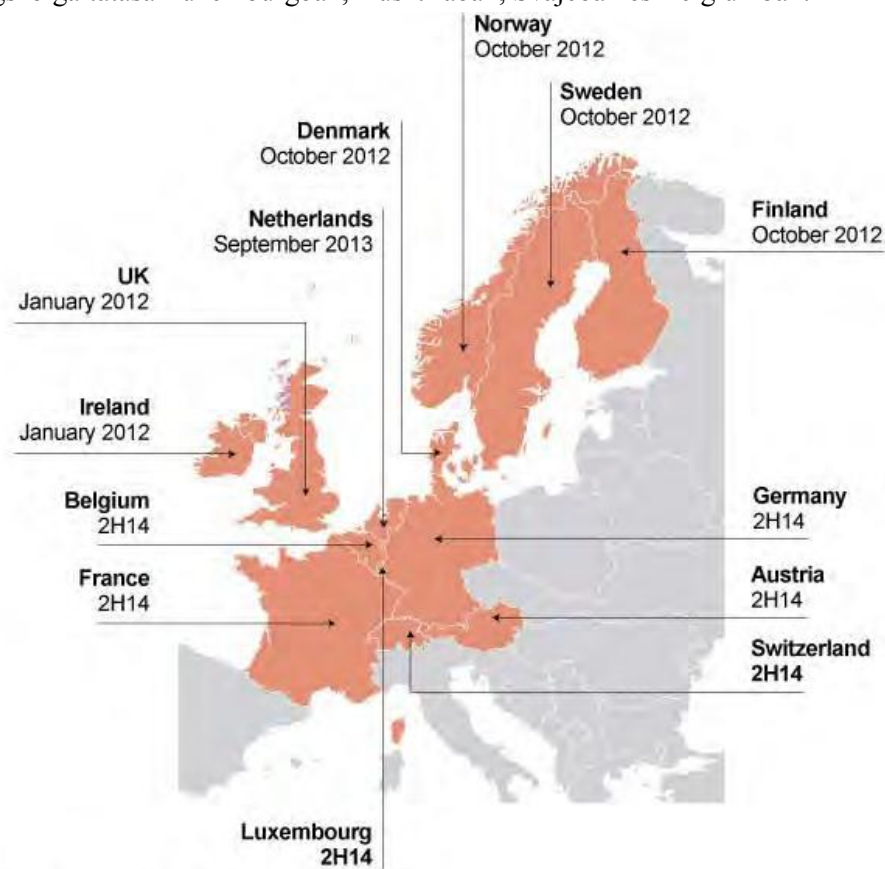 Norway
October 2012
Sweden
October 2012
Denmark
October 2012
Netherlands
September 2013
Finland
October 2012
UK
January 2012
Ireland
January 2012
Belgium
2H14
Germany
2H14
France
2H14
Austria
2H14
Switzerland
2H14
Luxembourg
2H14